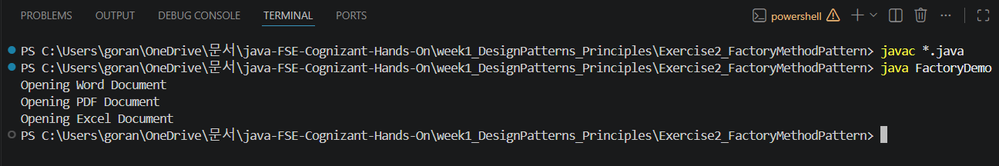 PROBLEMS OUTPUT DEBUG CONSOLE TERMINAL PORTS powershell
PS C:\Users\goran\OneDrive\문서\java-FSE-Cognizant-Hands-On\week1_DesignPatterns_Principles\Exercise2_FactoryMethodPattern> javac *.java
PS C:\Users\goran\OneDrive\문서\java-FSE-Cognizant-Hands-On\week1_DesignPatterns_Principles\Exercise2_FactoryMethodPattern> java FactoryDemo
Opening Word Document
Opening PDF Document
Opening Excel Document
PS C:\Users\goran\OneDrive\문서\java-FSE-Cognizant-Hands-On\week1_DesignPatterns_Principles\Exercise2_FactoryMethodPattern>